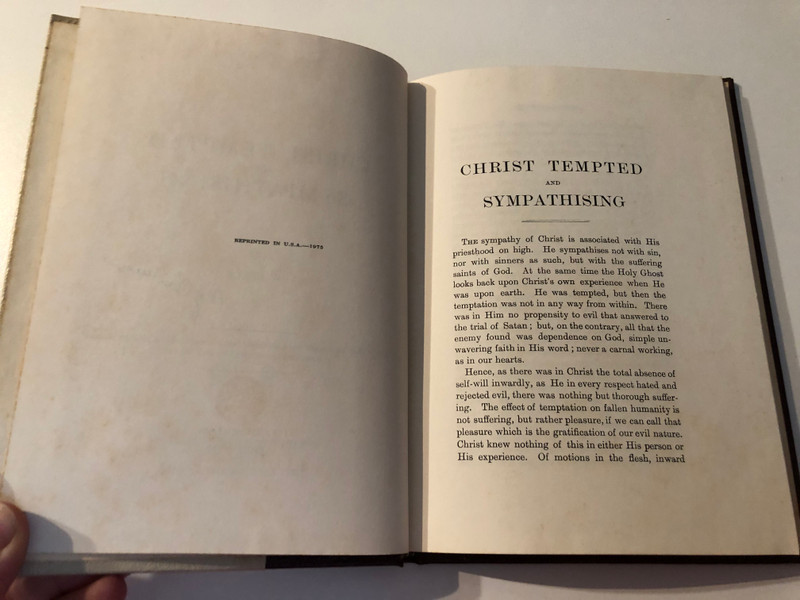 REPRINTED IN U.S.A.—1972
CHRIST TEMPTED
AND
SYMPATHISING
THE sympathy of Christ is associated with His
priesthood on high. He sympathises not with sin,
nor with sinners as such, but with the suffering
saints of God. At the same time the Holy Ghost
looks back upon Christ's own experience when He
was upon earth. He was tempted, but then the
temptation was not in any way from within. There
was in Him no propensity to evil that answered to
the trial of Satan; but, on the contrary, all that the
enemy found was dependence on God, simple un-
wavering faith in His word; never a carnal working,
as in our hearts.
Hence, as there was in Christ the total absence of
self-will inwardly, as He in every respect hated and
rejected evil, there was nothing but thorough suffer-
ing. The effect of temptation on fallen humanity is
not suffering, but rather pleasure, if we can call that
pleasure which is the gratification of our evil nature.
Christ knew nothing of this in either His person or
His experience. Of motions in the flesh, inward